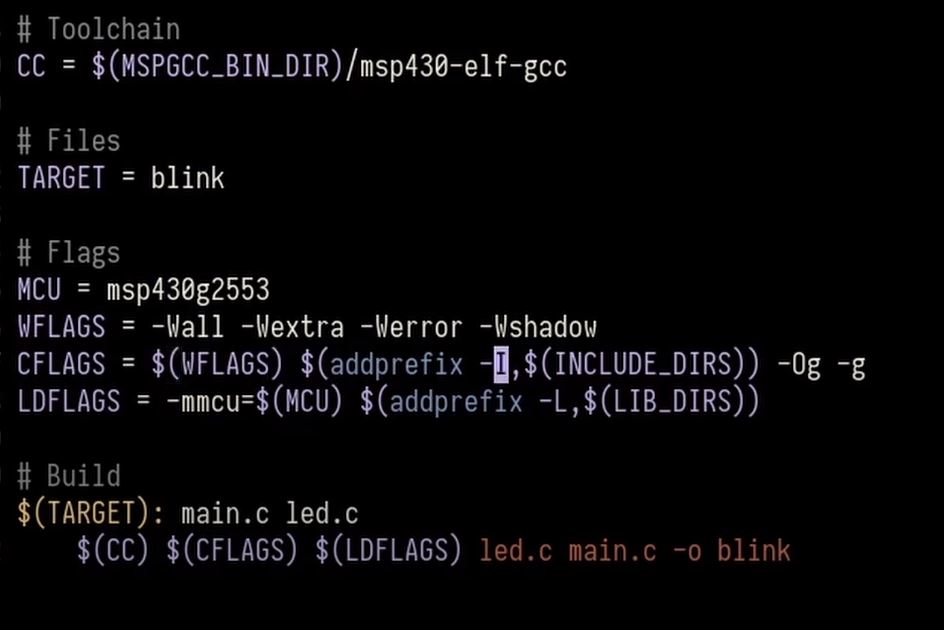 # Toolchain
CC = $(MSPGCC_BIN_DIR)/msp430-elf-gcc
# Files
TARGET = blink
# Flags
MCU = msp430g2553
WFLAGS = -Wall -Wextra -Werror -Wshadow
CFLAGS = $(WFLAGS) $(addprefix -I,$(INCLUDE_DIRS)) -Og -g
LDFLAGS = -mmcu=$(MCU) $(addprefix -L,$(LIB_DIRS))
# Build
$(TARGET): main.c led.c
    $(CC) $(CFLAGS) $(LDFLAGS) led.c main.c -o blink